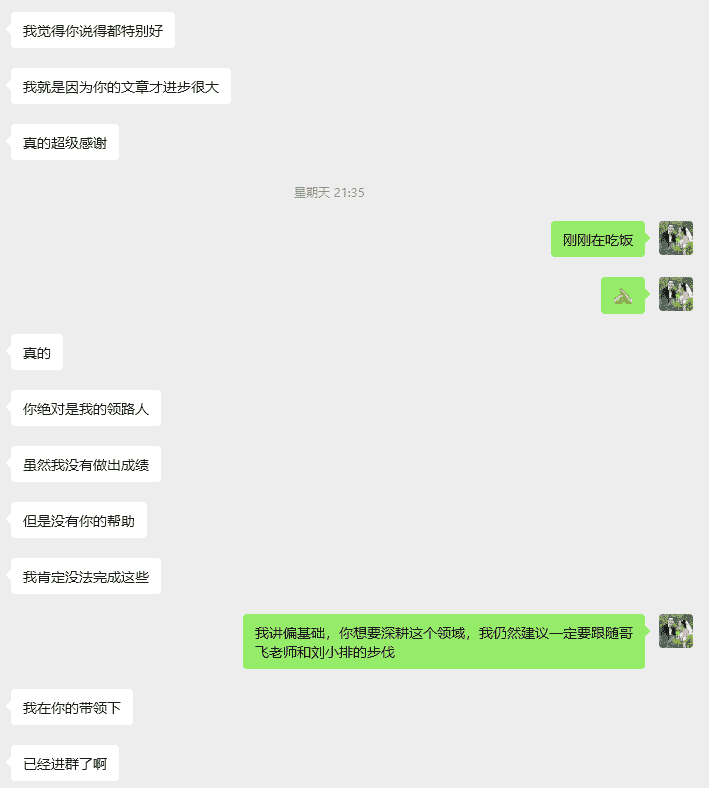 我觉得你说得都特别好
我就是因为你的文章才进步很大
真的超级感谢
星期天 21:35
刚刚在吃饭
真的
你绝对是我的领路人
虽然我没有做出成绩
但是没有你的帮助
我肯定没法完成这些
我讲偏基础，你想要深耕这个领域，我仍然建议一定要跟随哥
飞老师和刘小排的步伐
我在你的带领下
已经进群了啊